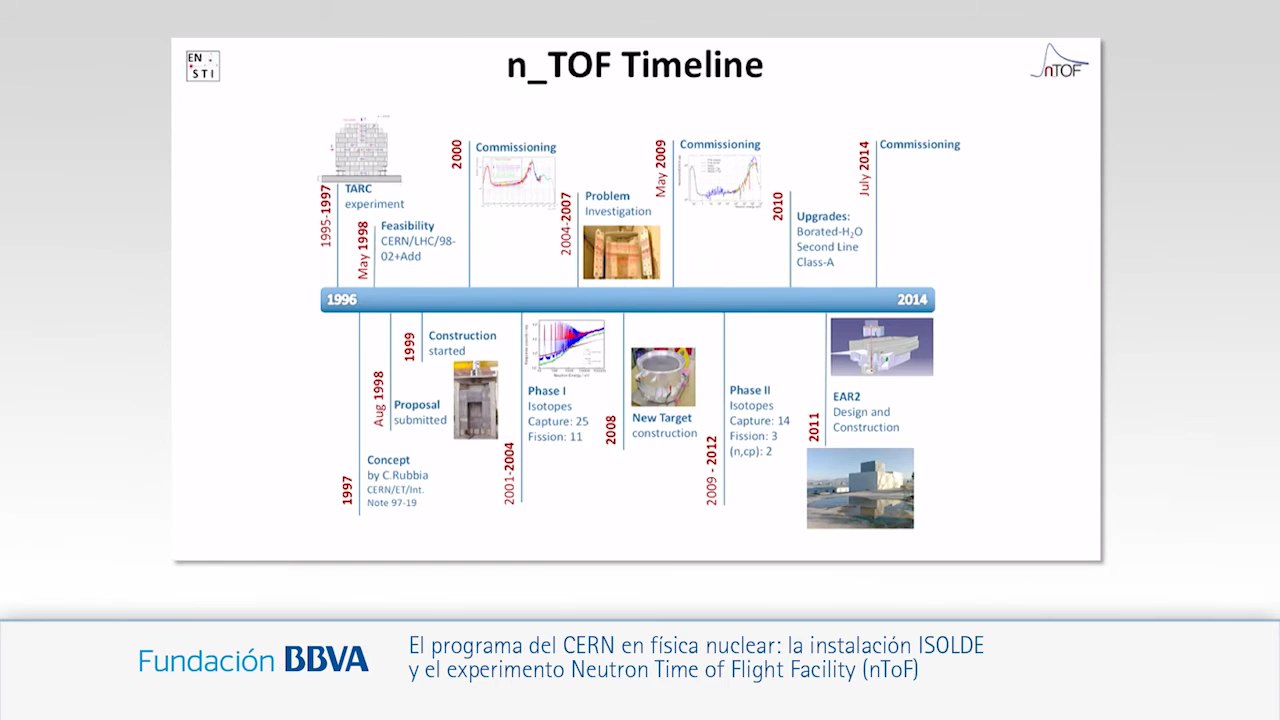 EN
STI
n_TOF Timeline
nTOF
1995-1997
TARC
experiment
May 1998
Feasibility
CERN/LHC/98-
02+Add
2000
Commissioning
2004-2007
Problem
Investigation
May 2009
Commissioning
2010
Upgrades:
Borated-H₂O
Second Line
Class-A
July 2014
Commissioning
1996
2014
1997
Concept
by C.Rubbia
CERN/ET/Int.
Note 97-19
Aug 1998
Proposal
submitted
1999
Construction
started
2001-2004
Phase I
Isotopes
Capture: 25
Fission: 11
2008
New Target
construction
2009 - 2012
Phase II
Isotopes
Capture: 14
Fission: 3
(n,cp): 2
2011
EAR2
Design and
Construction
Fundación BBVA
El programa del CERN en física nuclear: la instalación ISOLDE
y el experimento Neutron Time of Flight Facility (nToF)